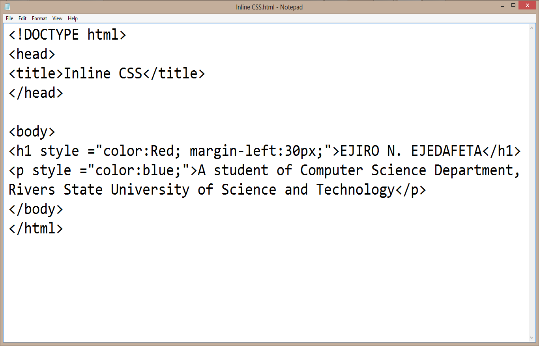 Inline CSS.html - Notepad
File Edit Format View Help
<!DOCTYPE html>
<head>
<title>Inline CSS</title>
</head>
<body>
<h1 style ="color:Red; margin-left:30px;">EJIRO N. EJEDAFETA</h1>
<p style ="color:blue;">A student of Computer Science Department,
Rivers State University of Science and Technology</p>
</body>
</html>